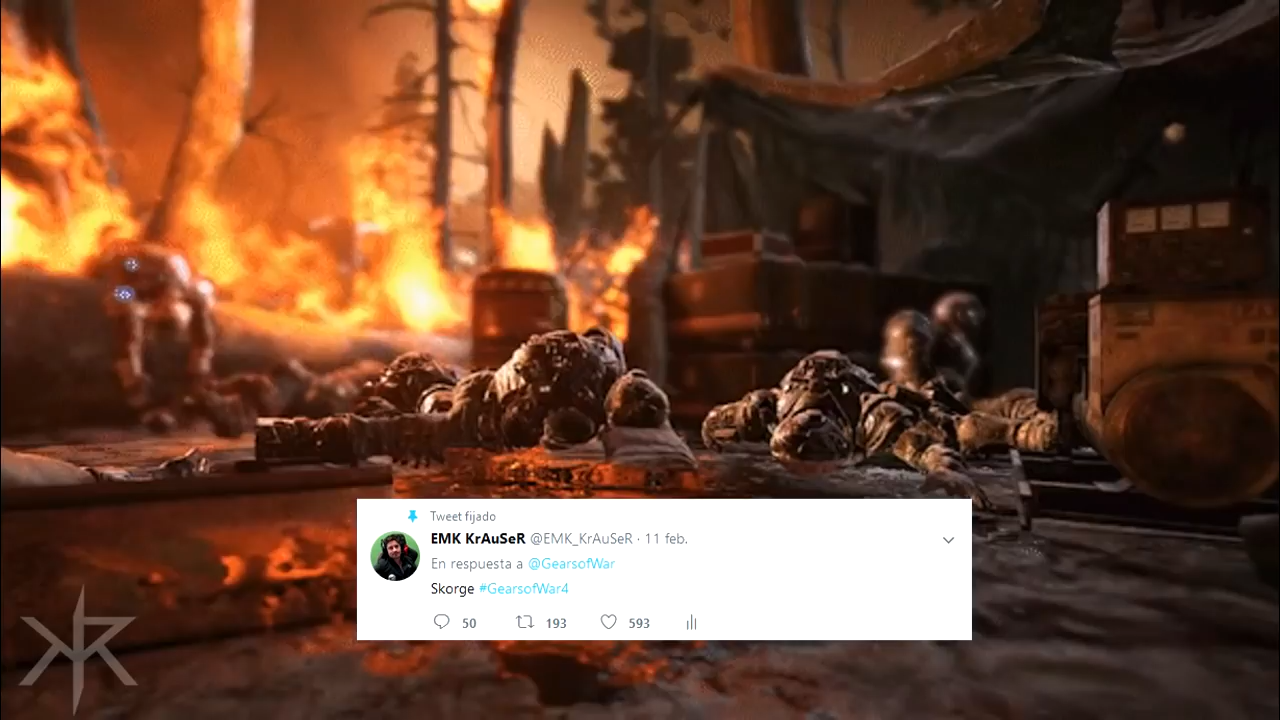 Tweet fijado
EMK KrAuSeR @EMK_KrAuSeR · 11 feb.
En respuesta a @GearsofWar
Skorge #GearsofWar4
50 193 593